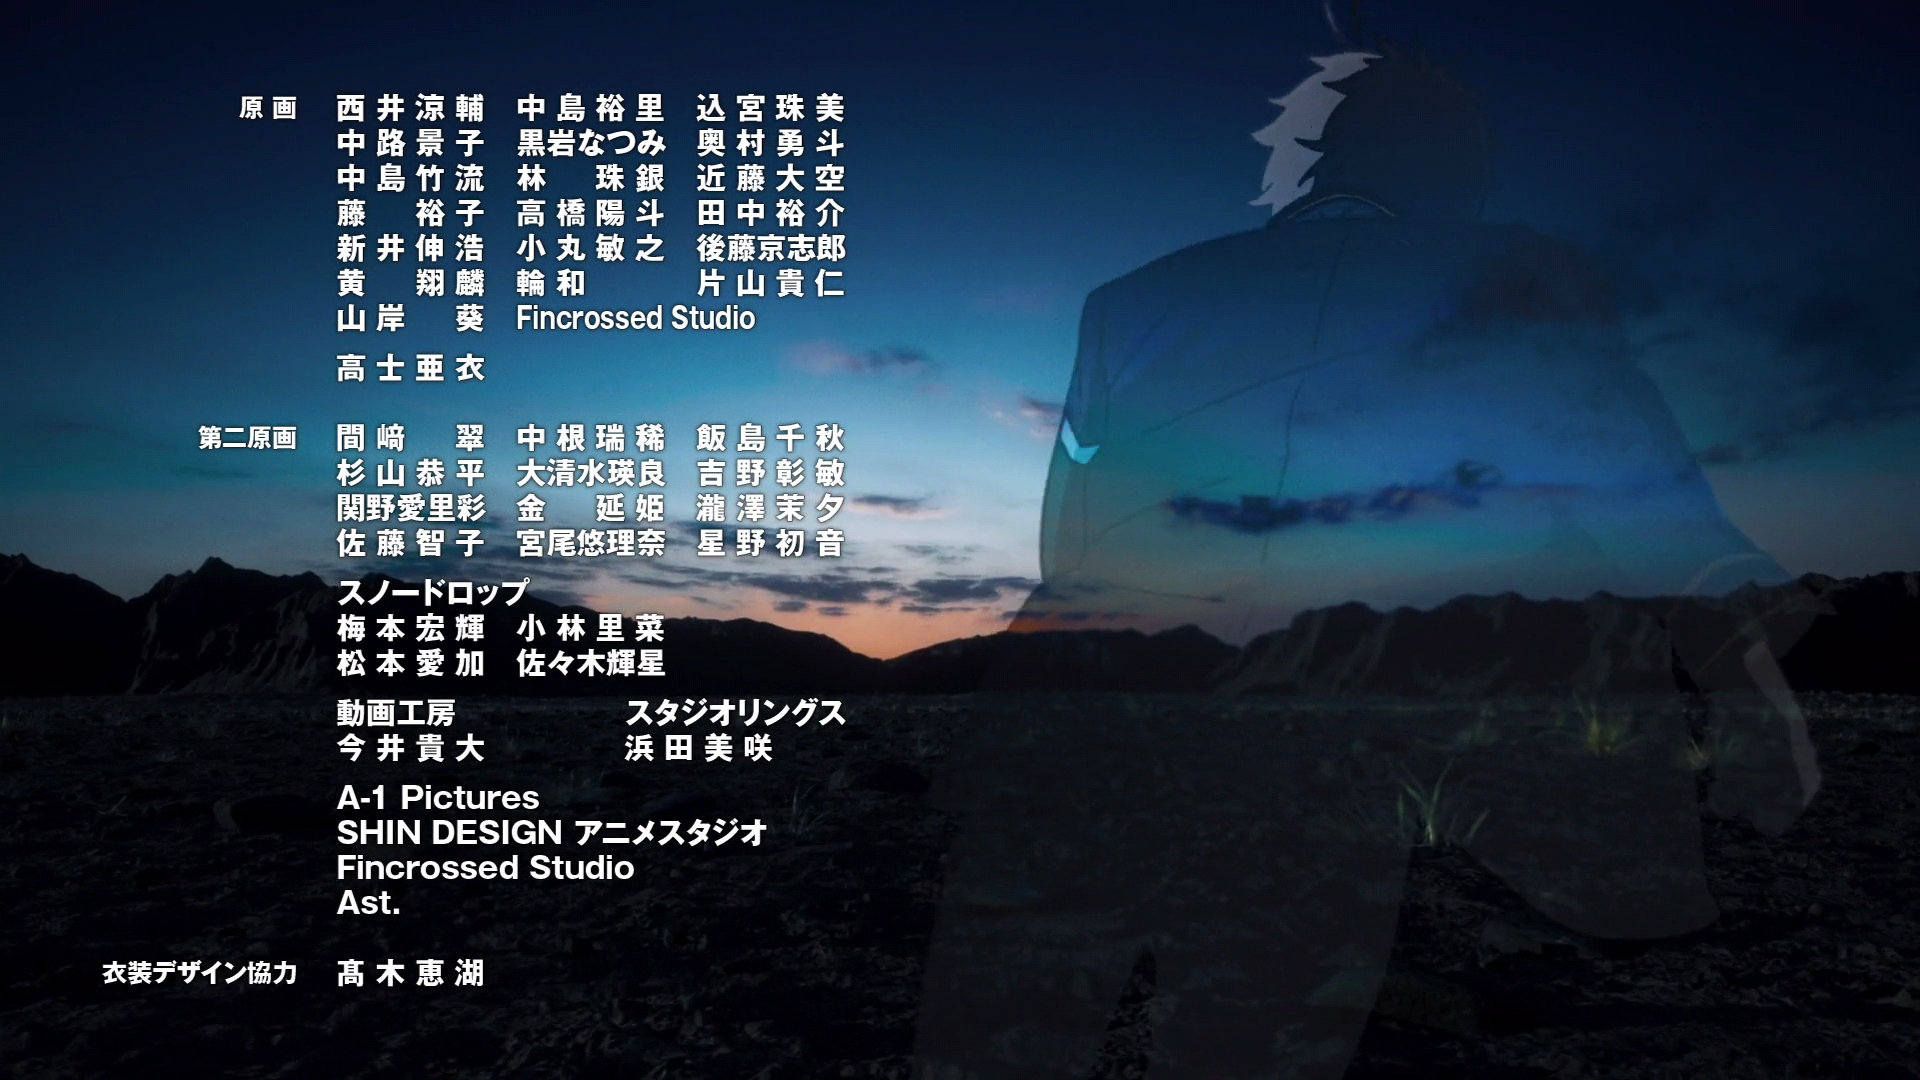 原画 西井涼輔 中島裕里 込宮珠美
中路景子 黒岩なつみ 奥村勇斗
中島竹流 林珠銀 近藤大空
藤裕子 高橋陽斗 田中裕介
新井伸浩 小丸敏之 後藤京志郎
黄翔麟 輪和 片山貴仁
山岸葵 Fincrossed Studio
高士亜衣
第二原画 間﨑翠 中根瑞稀 飯島千秋
杉山恭平 大清水瑛良 吉野彰敏
関野愛里彩 金延姫 瀧澤茉夕
佐藤智子 宮尾悠理奈 星野初音
スノードロップ
梅本宏輝 小林里菜
松本愛加 佐々木輝星
動画工房 スタジオリングス
今井貴大 浜田美咲
A-1 Pictures
SHIN DESIGN アニメスタジオ
Fincrossed Studio
Ast.
衣装デザイン協力 髙木恵湖